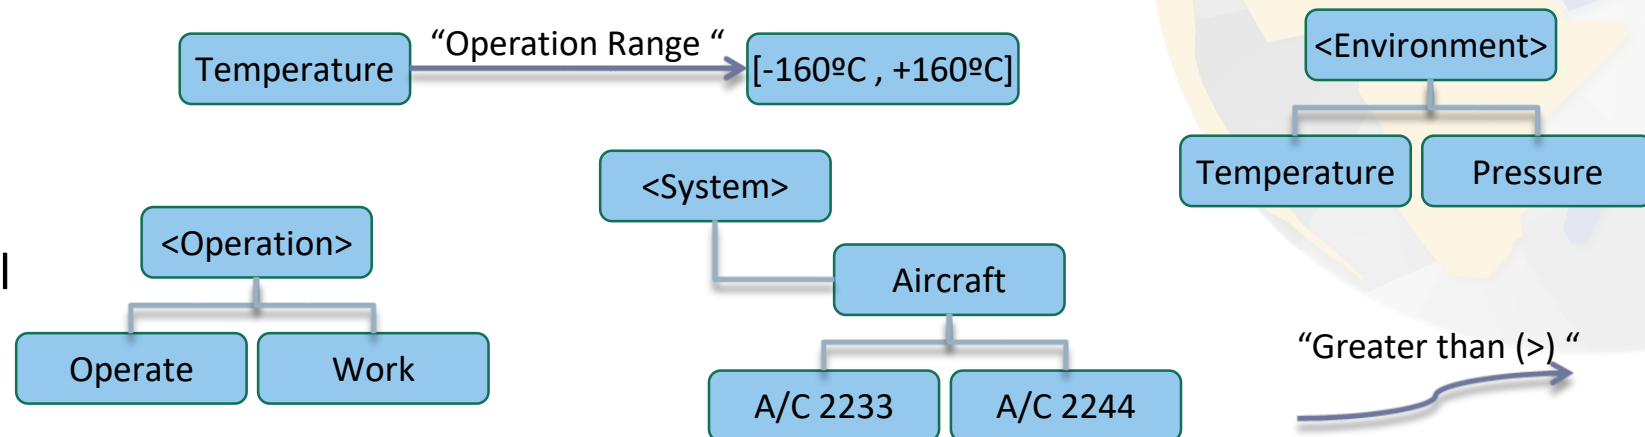 “Operation Range “
Temperature
[-160ºC , +160ºC]
<Environment>
Temperature
Pressure
<System>
Aircraft
A/C 2233
A/C 2244
<Operation>
Operate
Work
“Greater than (>) “